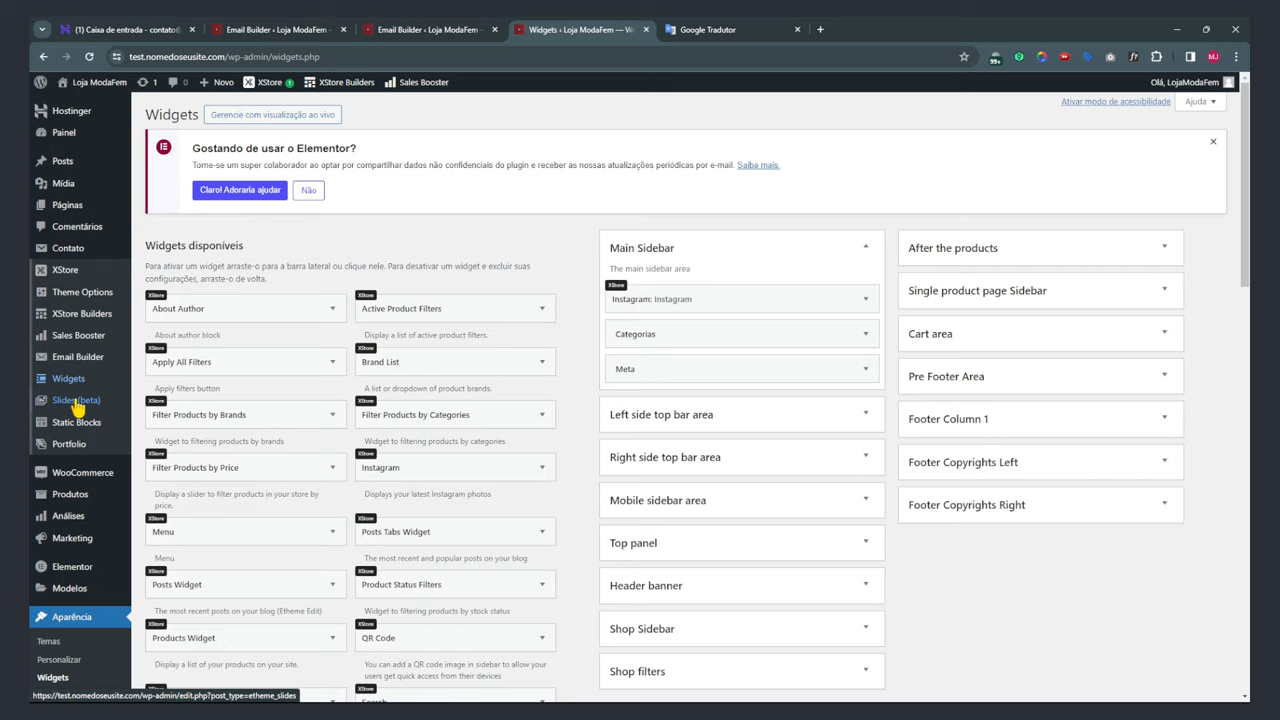 (1) Caixa de entrada - contato©
Email Builder ‹ Loja ModaFem —
Email Builder ‹ Loja ModaFem —
Widgets ‹ Loja ModaFem — W
Google Tradutor
test.nomedoseusite.com/wp-admin/widgets.php
99+
MJ
Loja ModaFem
1
0
Novo
XStore
1
XStore Builders
Sales Booster
Olá, LojaModaFem
Hostinger
Painel
Posts
Mídia
Páginas
Comentários
Contato
XStore
Theme Options
XStore Builders
Sales Booster
Email Builder
Widgets
Slides (beta)
Static Blocks
Portfolio
WooCommerce
Produtos
Análises
Marketing
Elementor
Modelos
Aparência
Temas
Personalizar
Widgets
https://test.nomedoseusite.com/wp-admin/edit.php?post_type=etheme_slides
Widgets
Gerencie com visualização ao vivo
Ativar modo de acessibilidade
Ajuda
Gostando de usar o Elementor?
Torne-se um super colaborador ao optar por compartilhar dados não confidenciais do plugin e receber as nossas atualizações periódicas por e-mail. Saiba mais.
Claro! Adoraria ajudar
Não
Widgets disponíveis
Para ativar um widget arraste-o para a barra lateral ou clique nele. Para desativar um widget e excluir suas
configurações, arraste-o de volta.
XStore
About Author
About author block
XStore
Active Product Filters
Display a list of active product filters.
XStore
Apply All Filters
Apply filters button
XStore
Brand List
A list or dropdown of product brands.
XStore
Filter Products by Brands
Widget to filtering products by brands
XStore
Filter Products by Categories
Widget to filtering products by categories
XStore
Filter Products by Price
Display a slider to filter products in your store by
price.
XStore
Instagram
Displays your latest Instagram photos
XStore
Menu
Menu
XStore
Posts Tabs Widget
The most recent and popular posts on your blog
XStore
Posts Widget
The most recent posts on your blog (Etheme Edit)
XStore
Product Status Filters
Widget to filtering products by stock status
XStore
Products Widget
Display a list of your products on your site.
XStore
QR Code
You can add a QR code image in sidebar to allow your
users get quick access from their devices
XStore
Search
Main Sidebar
The main sidebar area
XStore
Instagram: Instagram
Categorias
Meta
Left side top bar area
Right side top bar area
Mobile sidebar area
Top panel
Header banner
Shop Sidebar
Shop filters
After the products
Single product page Sidebar
Cart area
Pre Footer Area
Footer Column 1
Footer Copyrights Left
Footer Copyrights Right